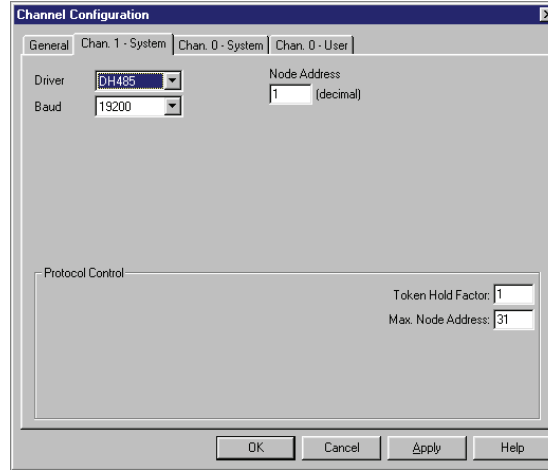 Channel Configuration
General Chan. 1 - System Chan. 0 - System Chan. 0 - User
Driver DH485 Node Address
Baud 19200 1 (decimal)
Protocol Control
Token Hold Factor: 1
Max. Node Address: 31
OK Cancel Apply Help